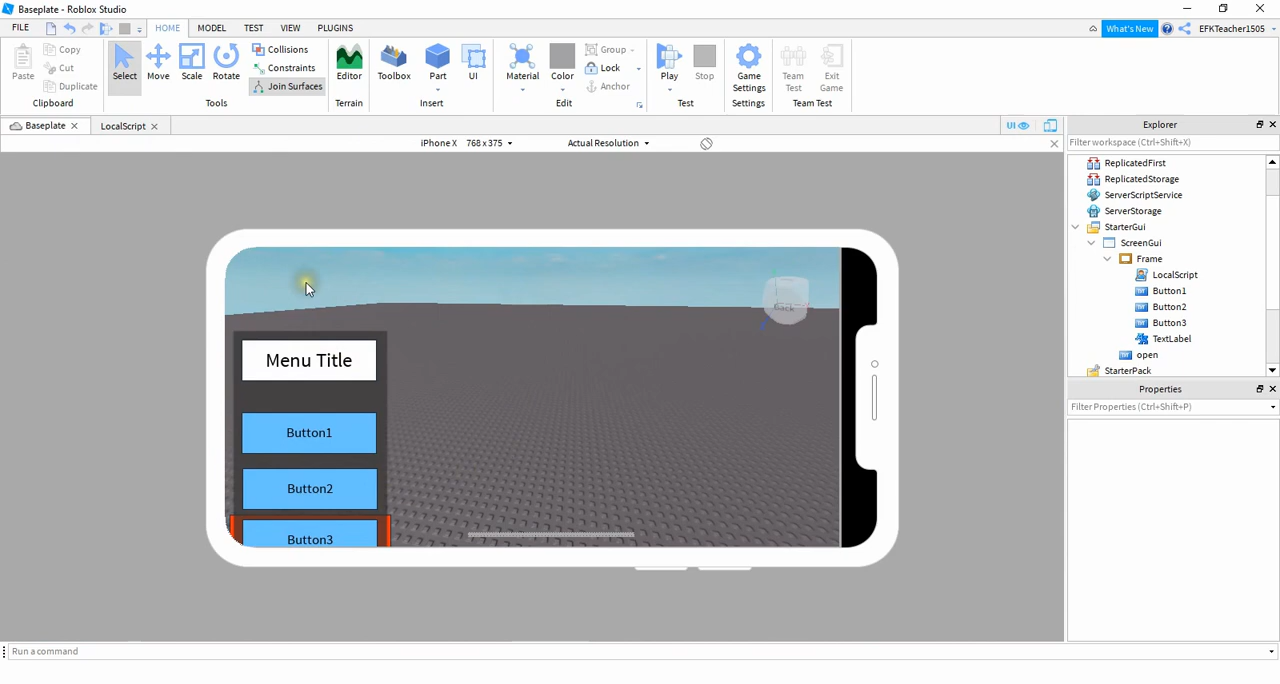 Baseplate - Roblox Studio
FILE HOME MODEL TEST VIEW PLUGINS What's New EFKTeacher1505
Paste Copy Cut Duplicate Select Move Scale Rotate Collisions Constraints Join Surfaces Editor Toolbox Part UI Material Color Group Lock Anchor Play Stop Game Settings Team Test Exit Game
Clipboard Tools Terrain Insert Edit Test Settings Team Test
Baseplate LocalScript UI Explorer
iPhone X 768 x 375 Actual Resolution Filter workspace (Ctrl+Shift+X)
ReplicatedFirst
ReplicatedStorage
ServerScriptService
ServerStorage
StarterGui
ScreenGui
Frame
LocalScript
Button1
Button2
Button3
TextLabel
open
StarterPack
Properties
Filter Properties (Ctrl+Shift+P)
Back
Menu Title
Button1
Button2
Button3
Run a command